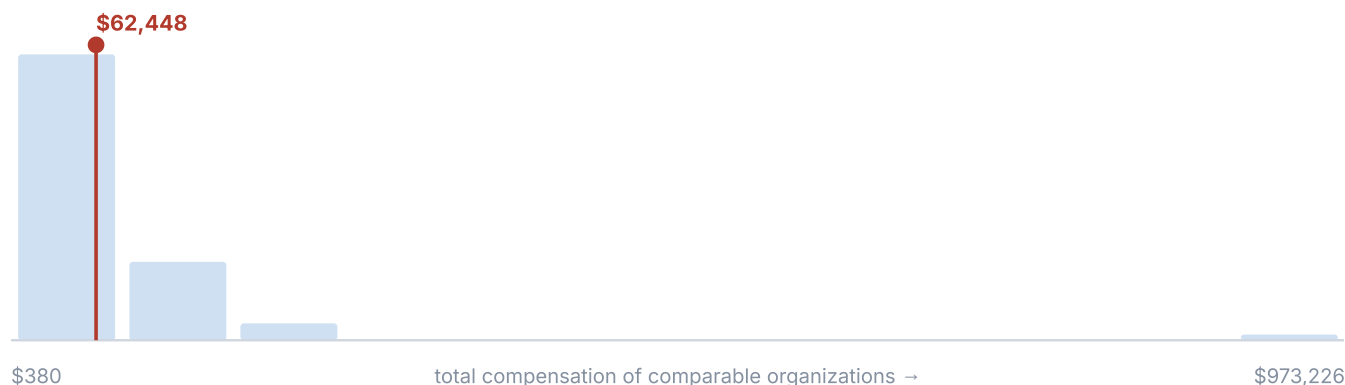 $62,448
$380 total compensation of comparable organizations → $973,226